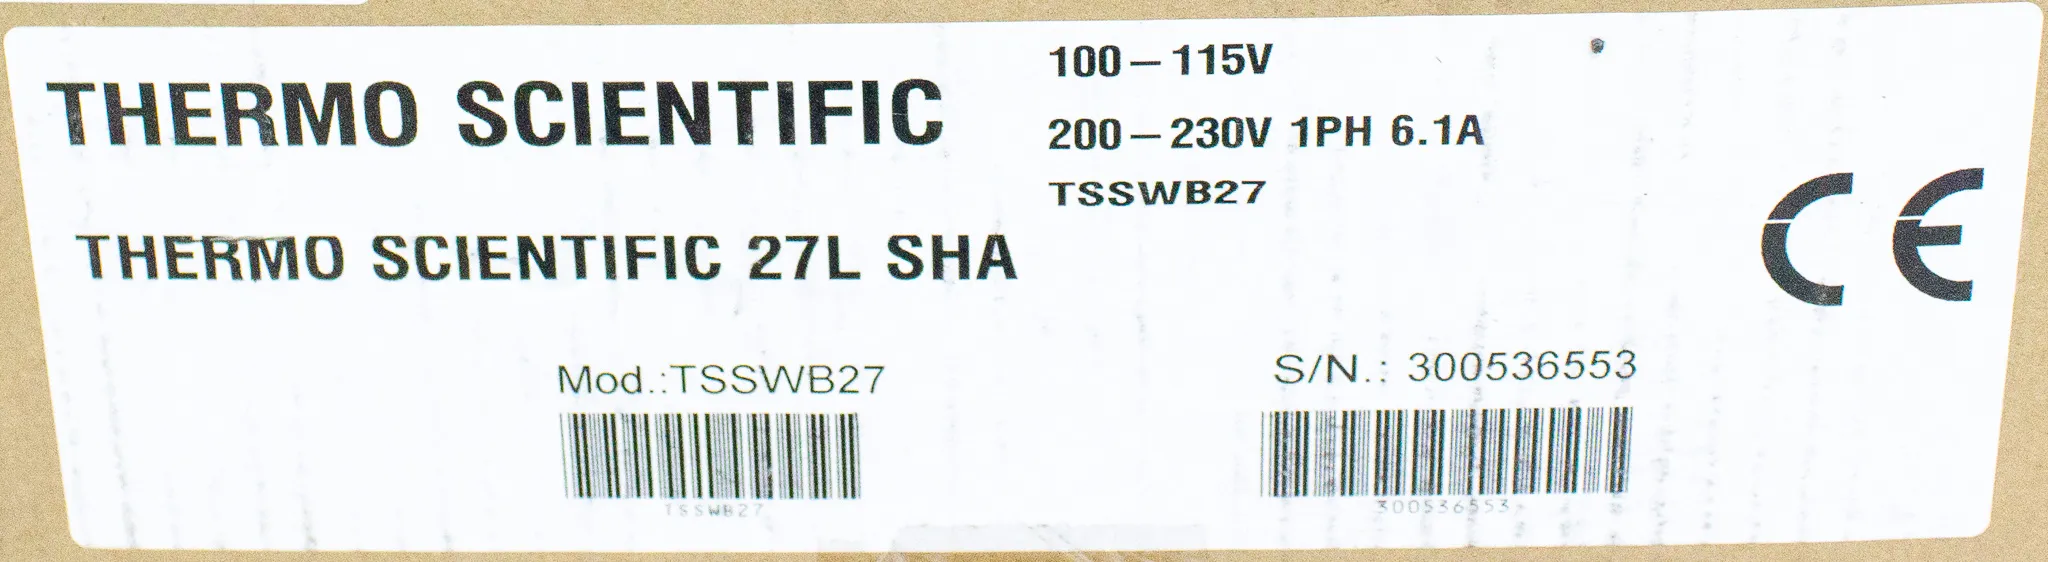 THERMO SCIENTIFIC
100-115V
200-230V 1PH 6.1A
TSSWB27
THERMO SCIENTIFIC 27L SHA
CE
Mod.:TSSWB27
S/N.: 300536553
TSSWB27
300536553